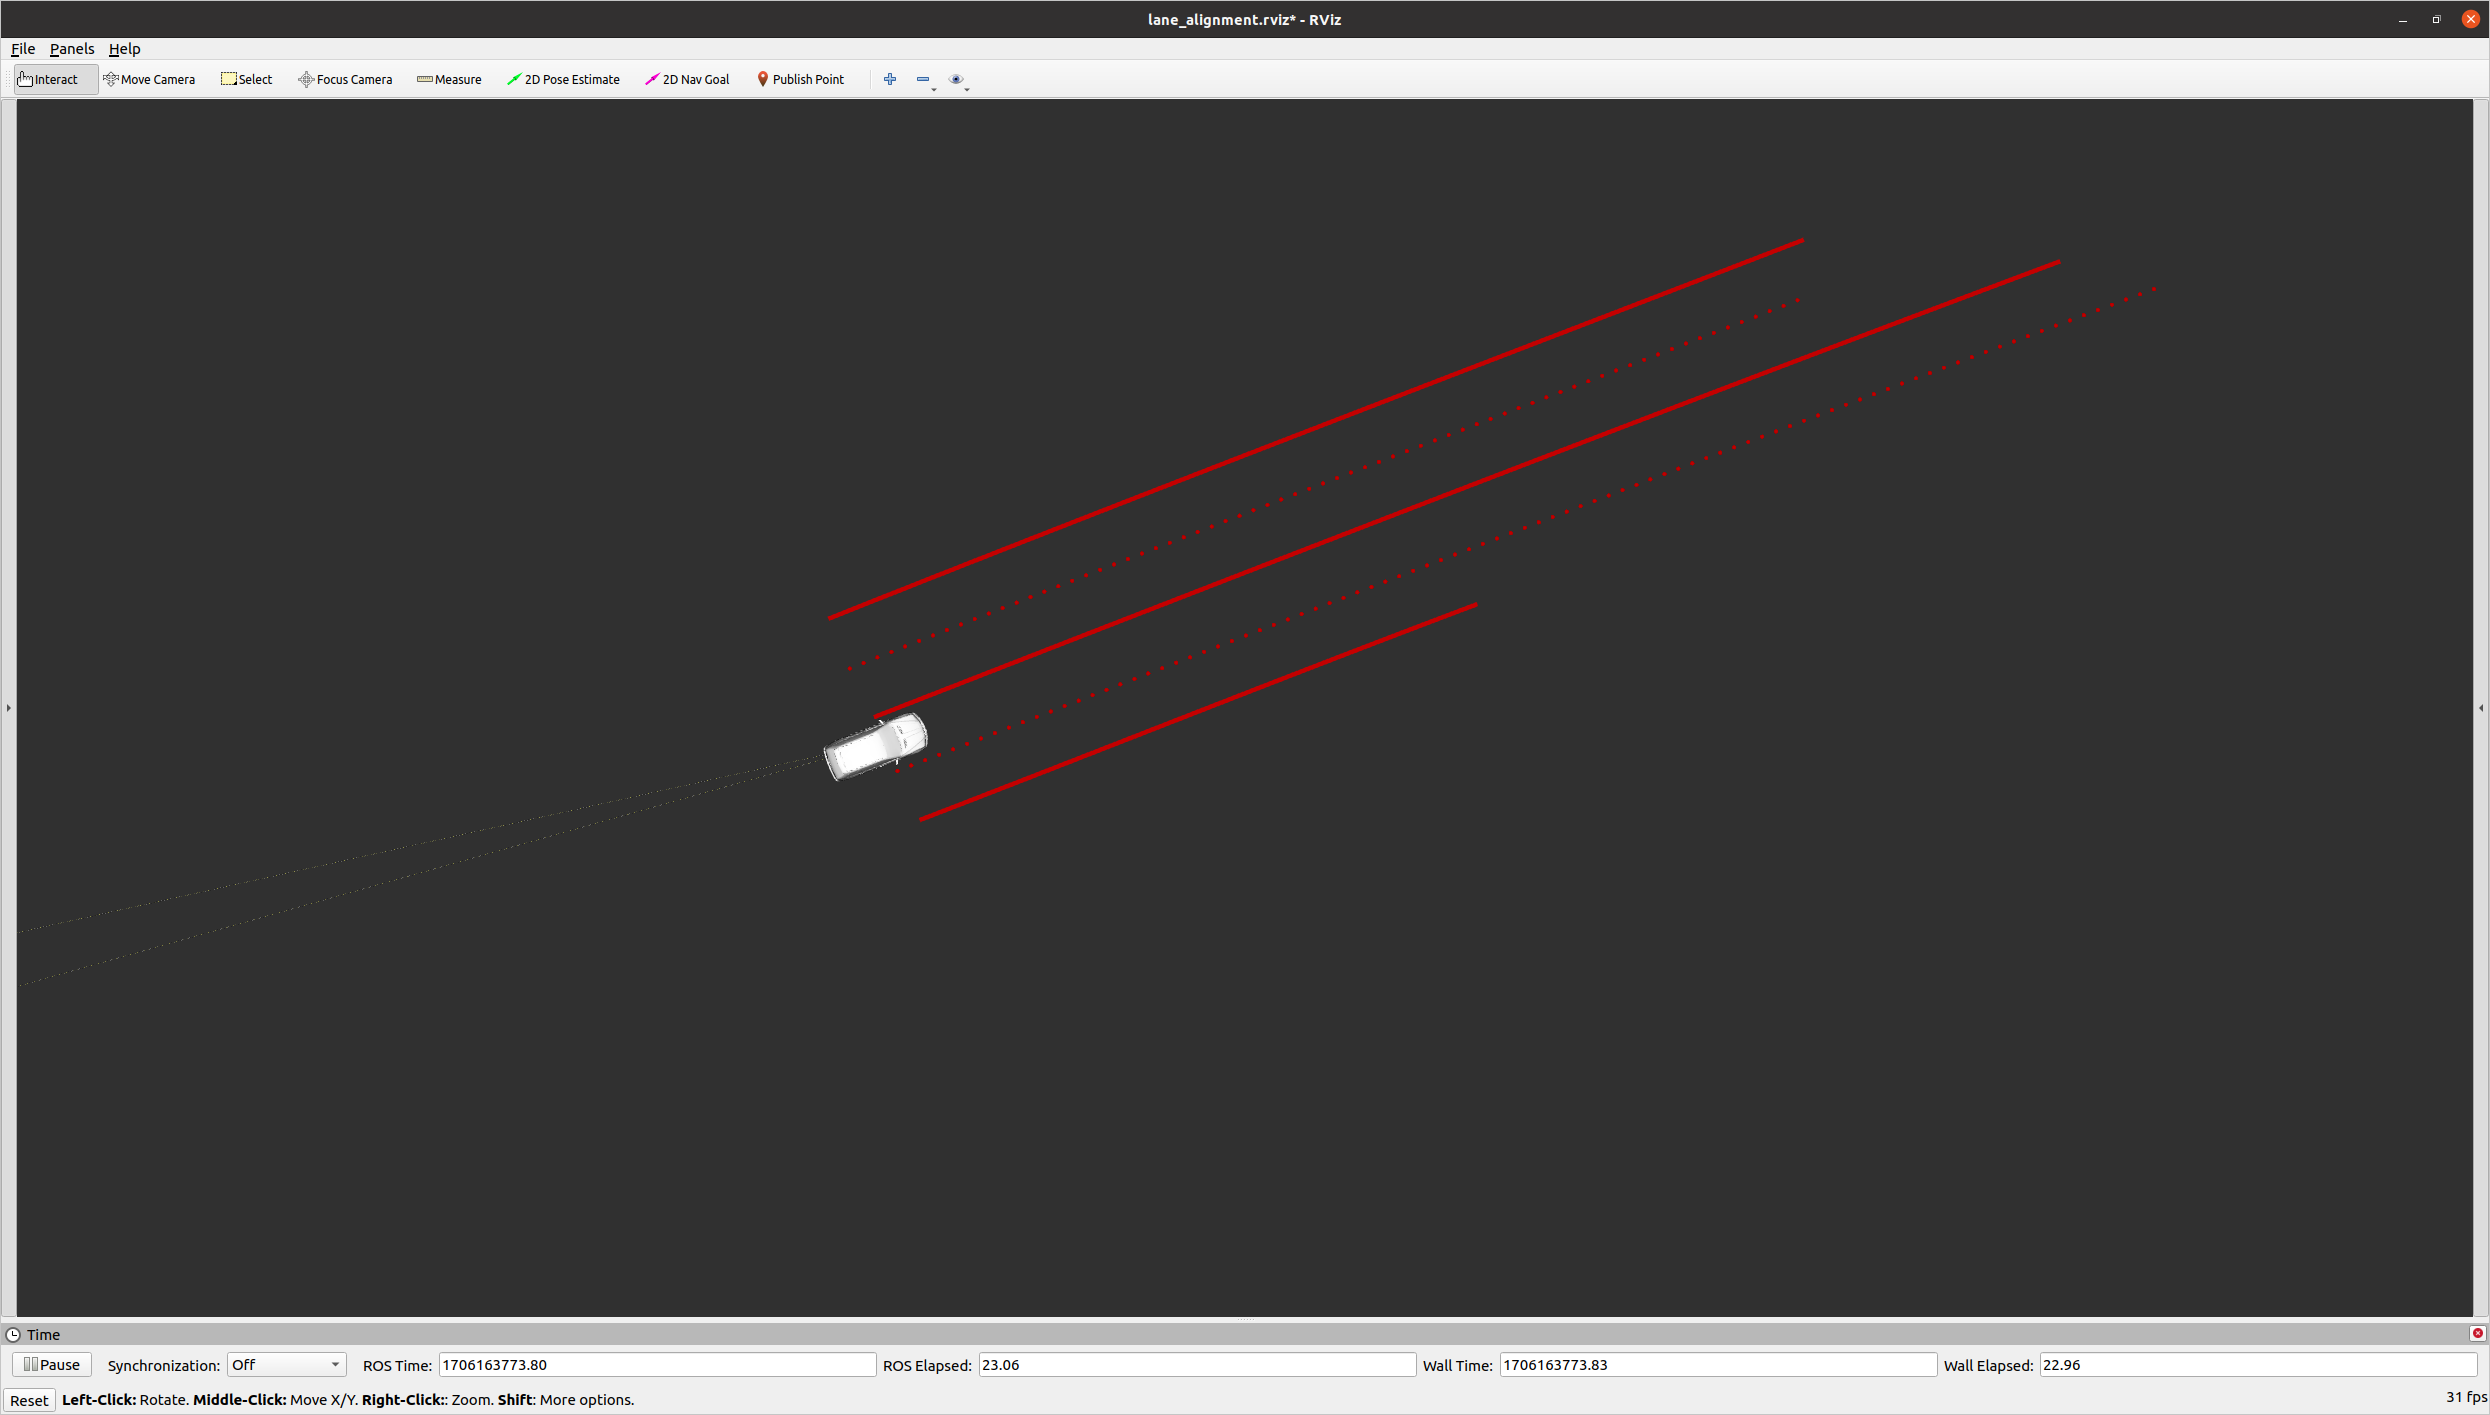 lane_alignment.rviz* - RViz
File Panels Help
Interact Move Camera Select Focus Camera Measure 2D Pose Estimate 2D Nav Goal Publish Point
Time
Pause Synchronization: Off ROS Time: 1706163773.80 ROS Elapsed: 23.06 Wall Time: 1706163773.83 Wall Elapsed: 22.96
Reset Left-Click: Rotate. Middle-Click: Move X/Y. Right-Click:: Zoom. Shift: More options. 31 fps